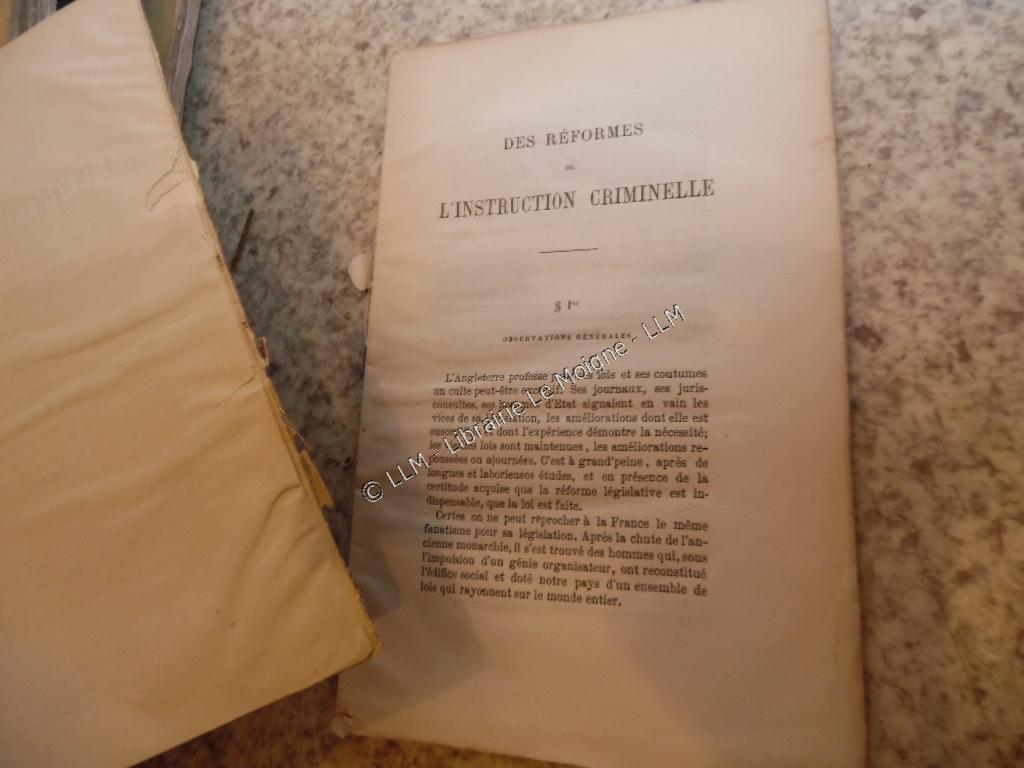 DES RÉFORMES
DE
L'INSTRUCTION CRIMINELLE
§ Ier
OBSERVATIONS GÉNÉRALES
L'Angleterre professe lois et ses coutumes
un culte peut-être Ses journaux, ses juris-
consultes, ses d'Etat signalent en vain les
vices de sa législation, les améliorations dont elle est
dont l'expérience démontre la nécessité;
les lois sont maintenues, les améliorations re-
poussées ou ajournées. C'est à grand'peine, après de
longues et laborieuses études, et en présence de la
certitude acquise que la réforme législative est in-
dispensable, que la loi est faite.
Certes on ne peut reprocher à la France le même
fanatisme pour sa législation. Après la chute de l'an-
cienne monarchie, il s'est trouvé des hommes qui, sous
l'impulsion d'un génie organisateur, ont reconstitué
l'édifice social et doté notre pays d'un ensemble de
lois qui rayonnent sur le monde entier.
© LLM - Librairie Le Moigne - LLM